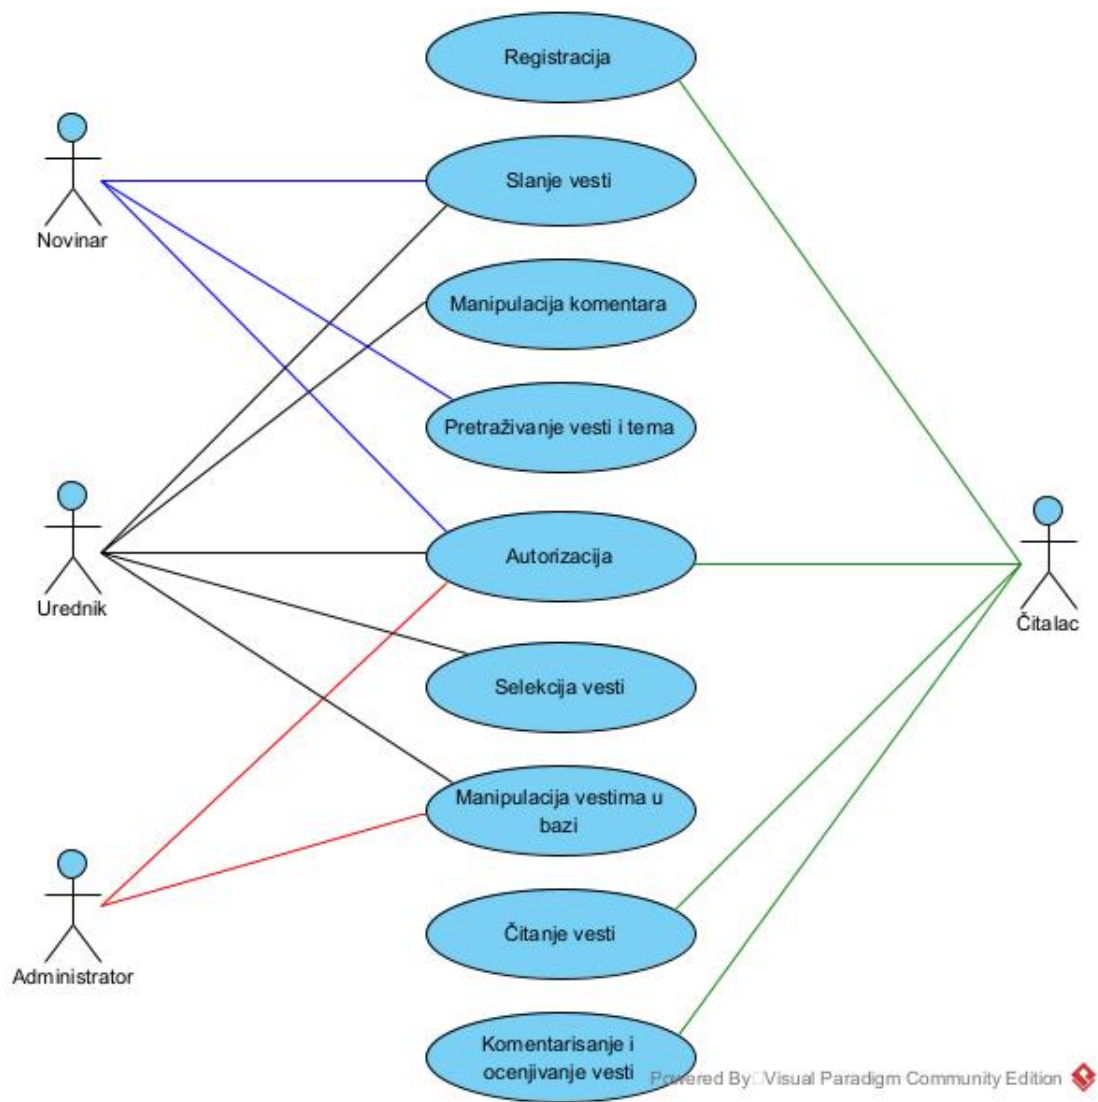 Registracija
Slanje vesti
Novinar
Manipulacija komentara
Pretraživanje vesti i tema
Autorizacija
Urednik
Čitalac
Selekcija vesti
Manipulacija vestima u
bazi
Čitanje vesti
Administrator
Komentarisanje i
ocenjivanje vesti
Powered By Visual Paradigm Community Edition